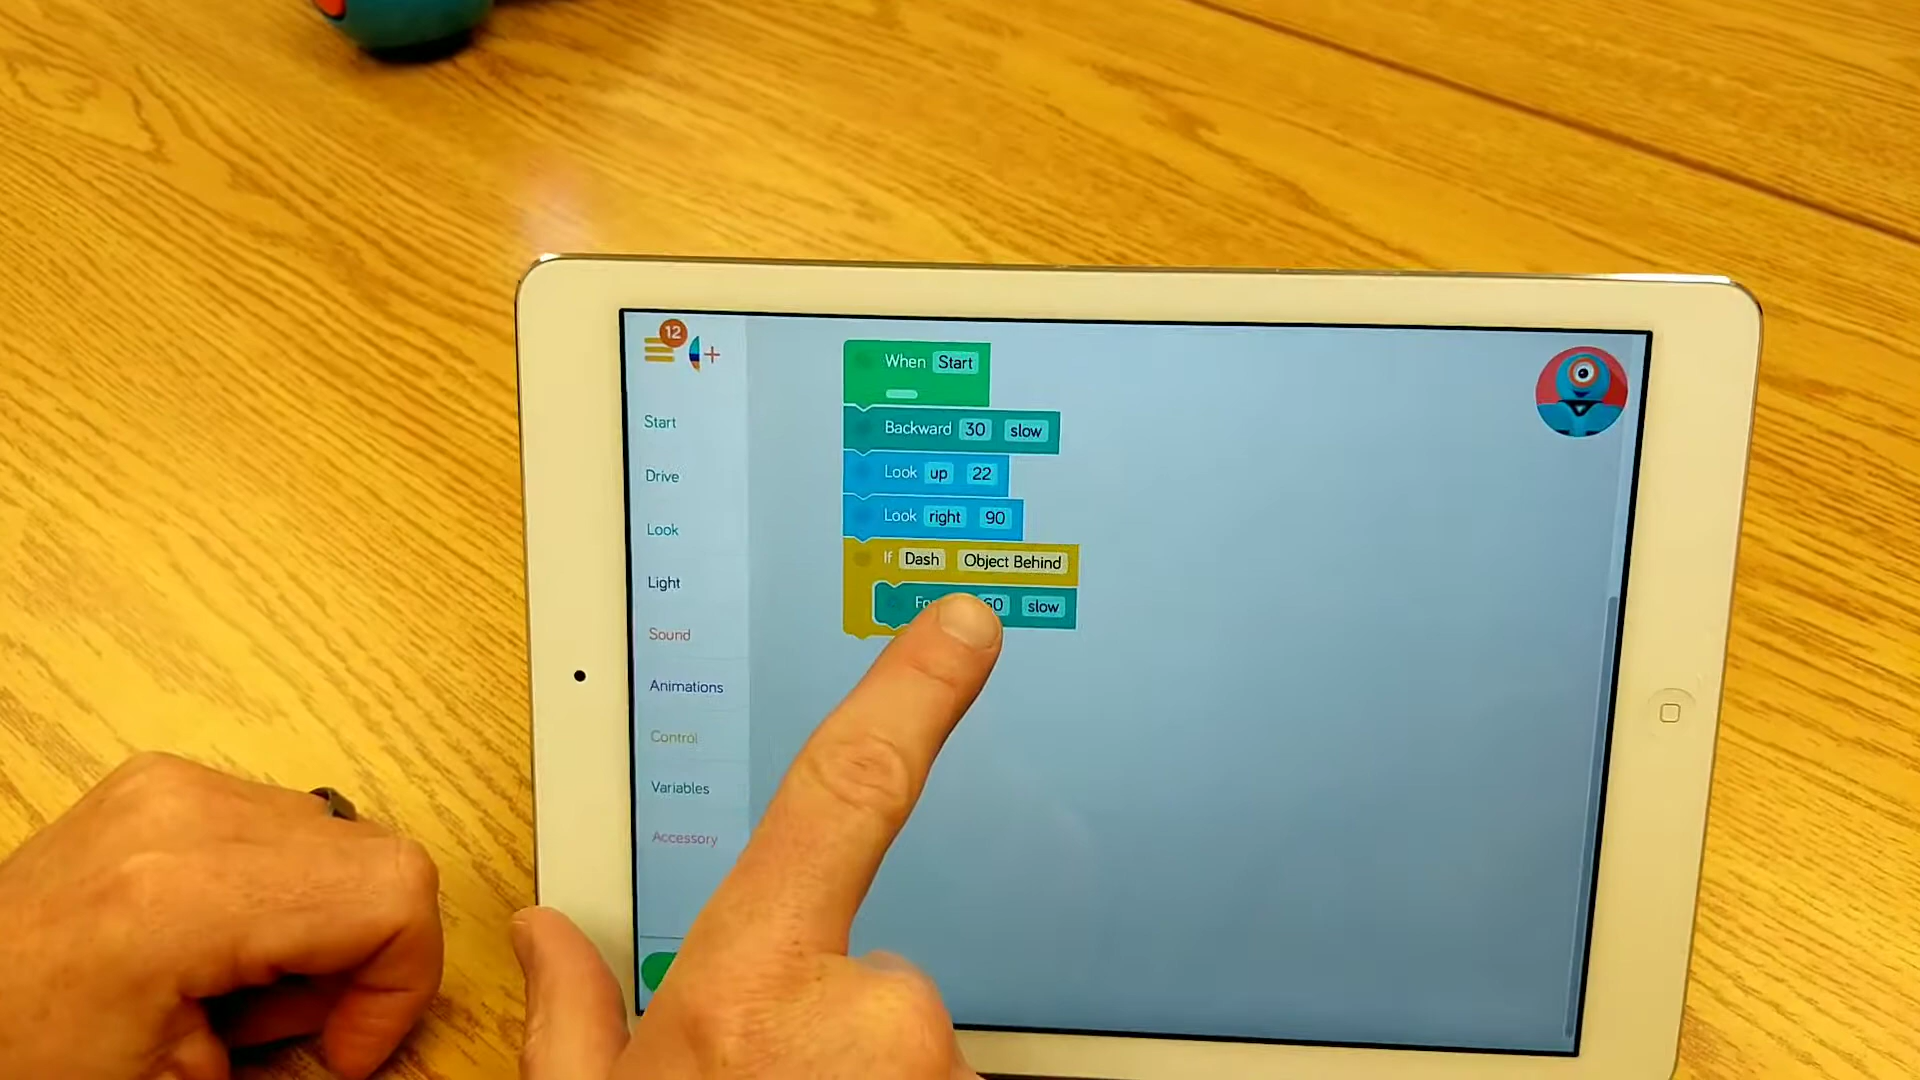 12
Start
Drive
Look
Light
Sound
Animations
Control
Variables
Accessory
When Start
Backward 30 slow
Look up 22
Look right 90
If Dash Object Behind
60 slow